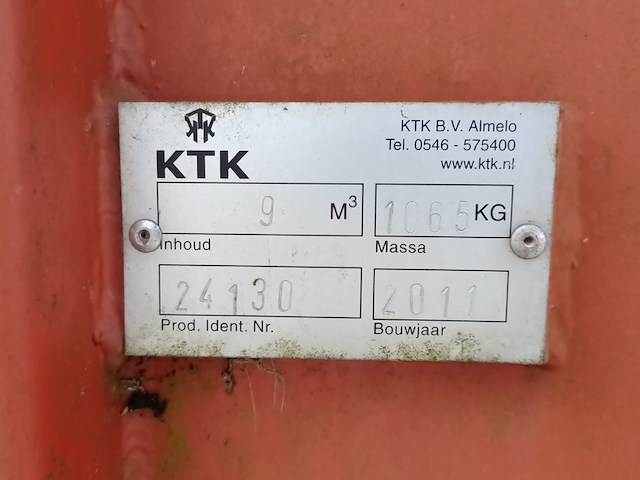 KTK B.V. Almelo
Tel. 0546 - 575400
www.ktk.nl
KTK
9 M3
1065 KG
Inhoud
Massa
24130
2011
Prod. Ident. Nr.
Bouwjaar